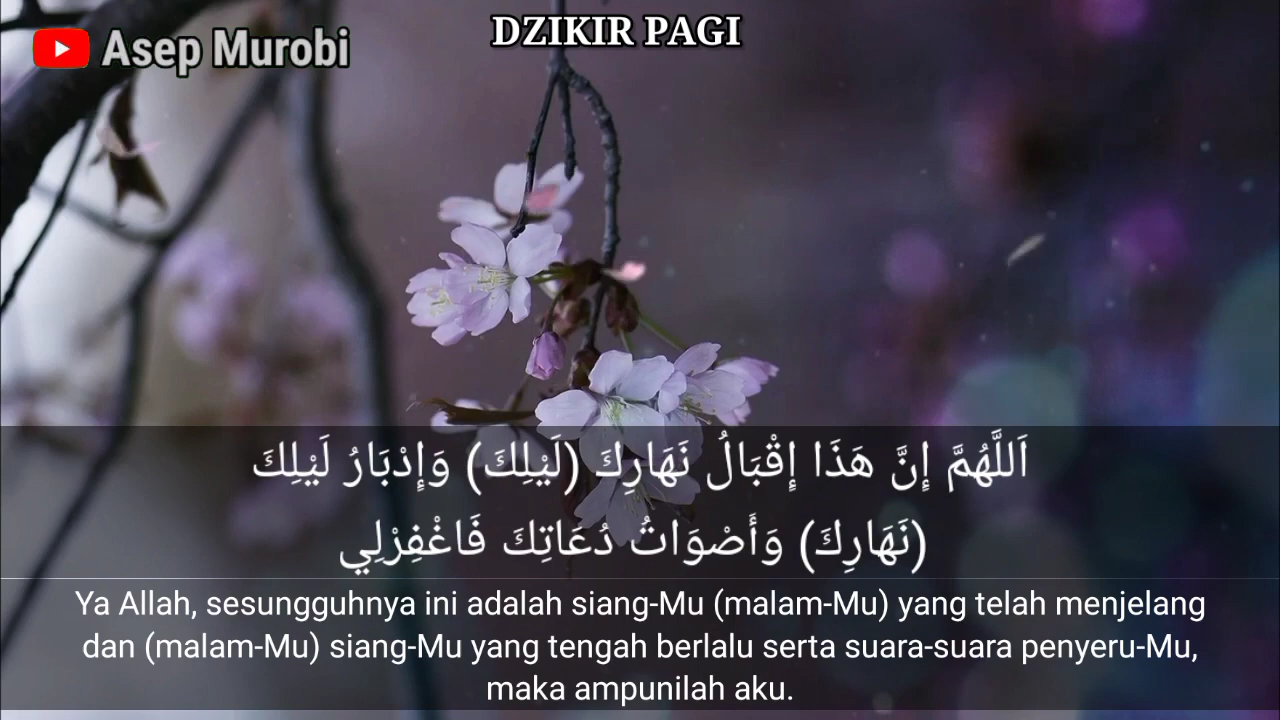 DZIKIR PAGI
Asep Murobi
اَللَّهُمَّ إِنَّ هَذَا إِقْبَالُ نَهَارِكَ (لَيْلِكَ) وَإِدْبَارُ لَيْلِكَ
(نَهَارِكَ) وَأَصْوَاتُ دُعَاتِكَ فَاغْفِرْلِي
Ya Allah, sesungguhnya ini adalah siang-Mu (malam-Mu) yang telah menjelang
dan (malam-Mu) siang-Mu yang tengah berlalu serta suara-suara penyeru-Mu,
maka ampunilah aku.